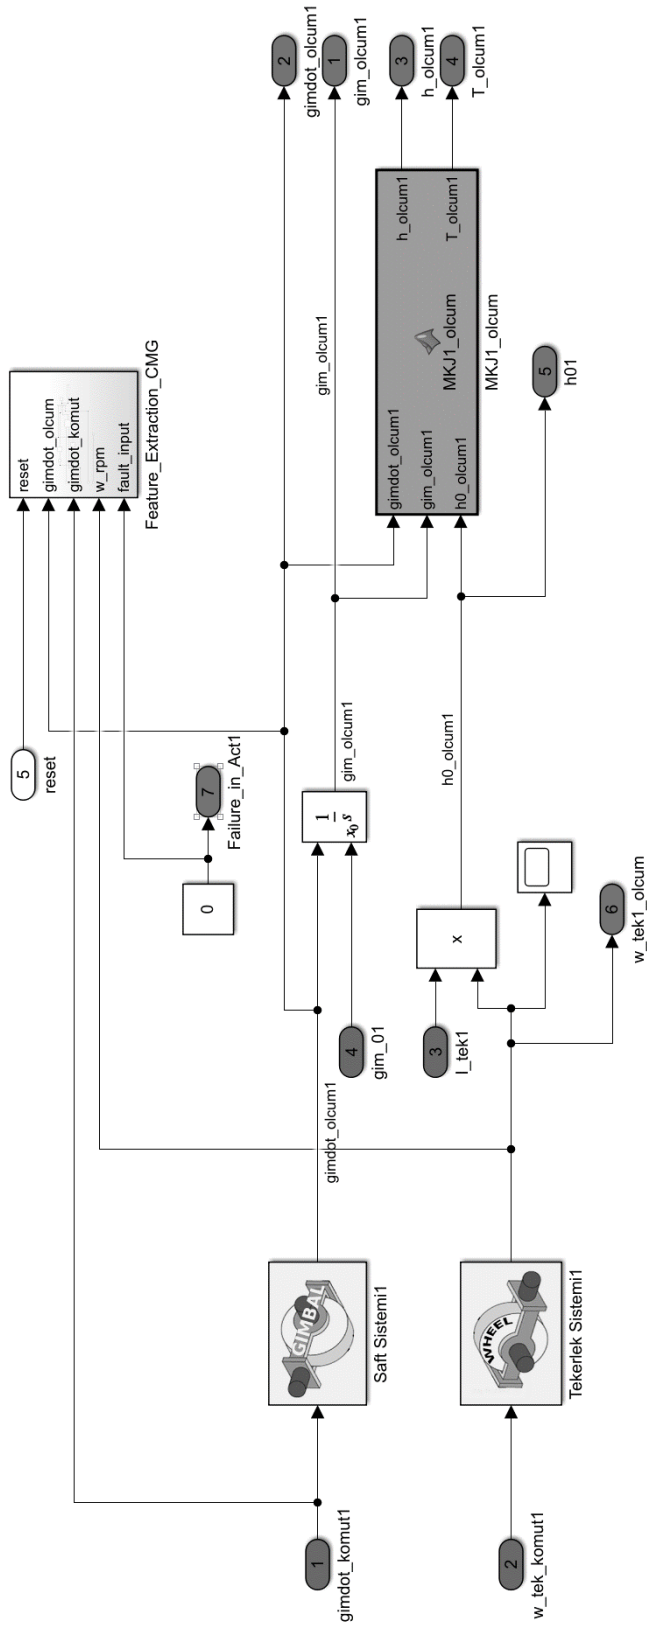 1
gimdot_komut1
2
w_tek_komut1
GIMBAL
Saft Sistemi1
WHEEL
Tekerlek Sistemi1
gimdot_olcum1
4
gim_01
3
I_tek1
x
6
w_tek1_olcum
0
7
Failure_in_Act1
5
reset
1
x₀ s
gim_olcum1
h0_olcum1
reset
gimdot_olcum
gimdot_komut
w_rpm
fault_input
Feature_Extraction_CMG
gim_olcum1
gimdot_olcum1
gim_olcum1
h0_olcum1
h_olcum1
T_olcum1
MKJ1_olcum
MKJ1_olcum
5
h01
2
gimdot_olcum1
1
gim_olcum1
3
h_olcum1
4
T_olcum1